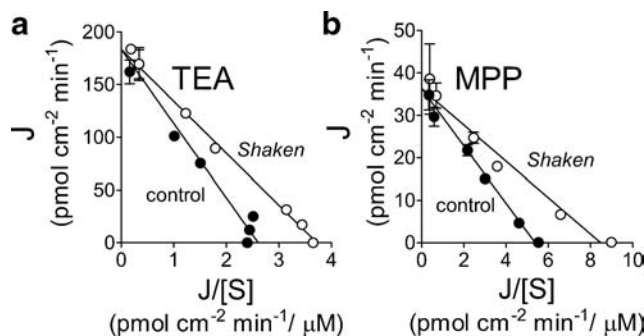 a
TEA
Shaken
control
J
(pmol cm-2 min-1)
200
150
100
50
0
0 1 2 3 4
J/[S]
(pmol cm-2 min-1/ μM)
b
MPP
Shaken
control
J
(pmol cm-2 min-1)
50
40
30
20
10
0
0 2 4 6 8 10
J/[S]
(pmol cm-2 min-1/ μM)